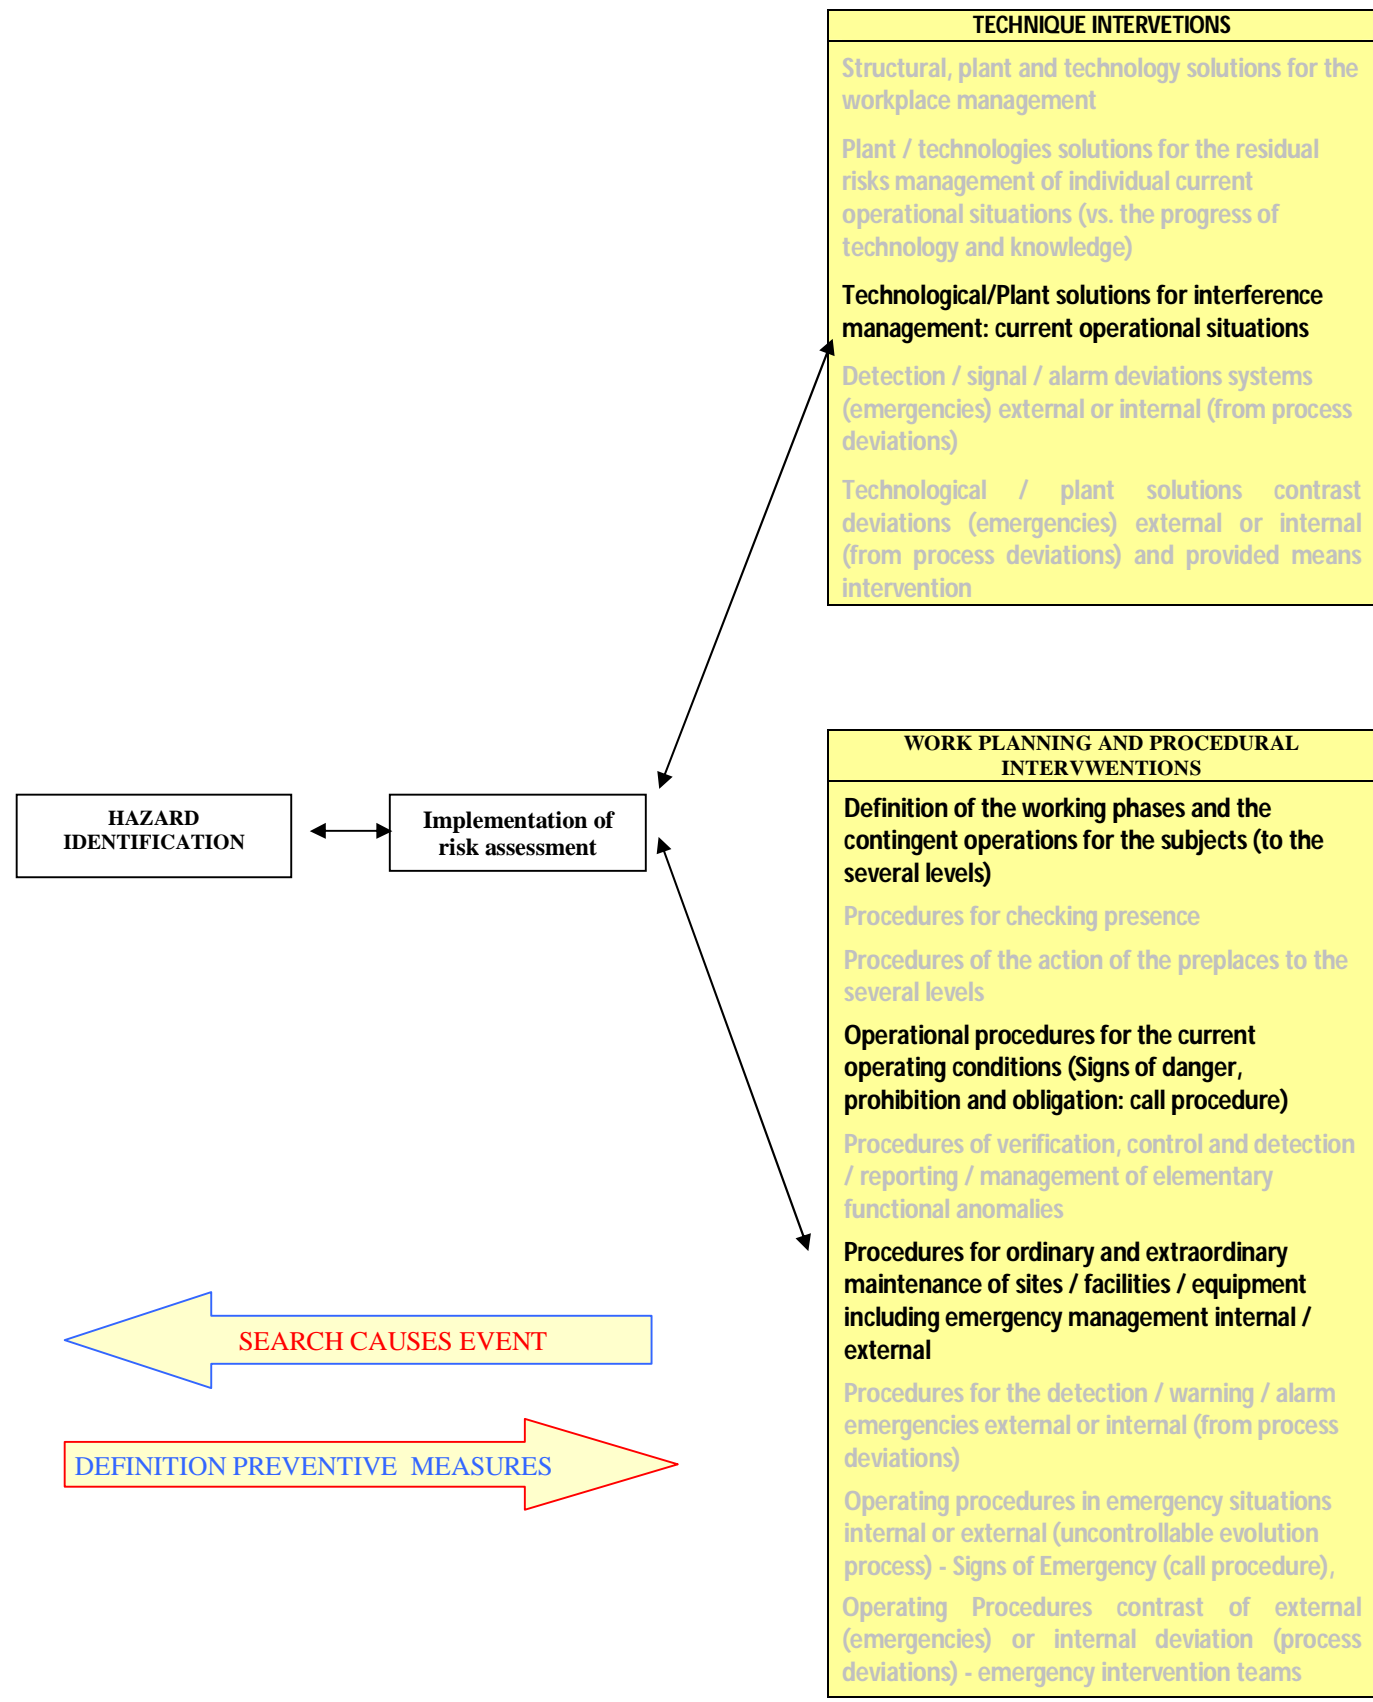 TECHNIQUE INTERVETIONS
Structural, plant and technology solutions for the
workplace management
Plant / technologies solutions for the residual
risks management of individual current
operational situations (vs. the progress of
technology and knowledge)
Technological/Plant solutions for interference
management: current operational situations
Detection / signal / alarm deviations systems
(emergencies) external or internal (from process
deviations)
Technological / plant solutions contrast
deviations (emergencies) external or internal
(from process deviations) and provided means
intervention
HAZARD
IDENTIFICATION
Implementation of
risk assessment
WORK PLANNING AND PROCEDURAL
INTERVWENTIONS
Definition of the working phases and the
contingent operations for the subjects (to the
several levels)
Procedures for checking presence
Procedures of the action of the preplaces to the
several levels
Operational procedures for the current
operating conditions (Signs of danger,
prohibition and obligation: call procedure)
Procedures of verification, control and detection
/ reporting / management of elementary
functional anomalies
Procedures for ordinary and extraordinary
maintenance of sites / facilities / equipment
including emergency management internal /
external
Procedures for the detection / warning / alarm
emergencies external or internal (from process
deviations)
Operating procedures in emergency situations
internal or external (uncontrollable evolution
process) - Signs of Emergency (call procedure),
Operating Procedures contrast of external
(emergencies) or internal deviation (process
deviations) - emergency intervention teams
SEARCH CAUSES EVENT
DEFINITION PREVENTIVE MEASURES